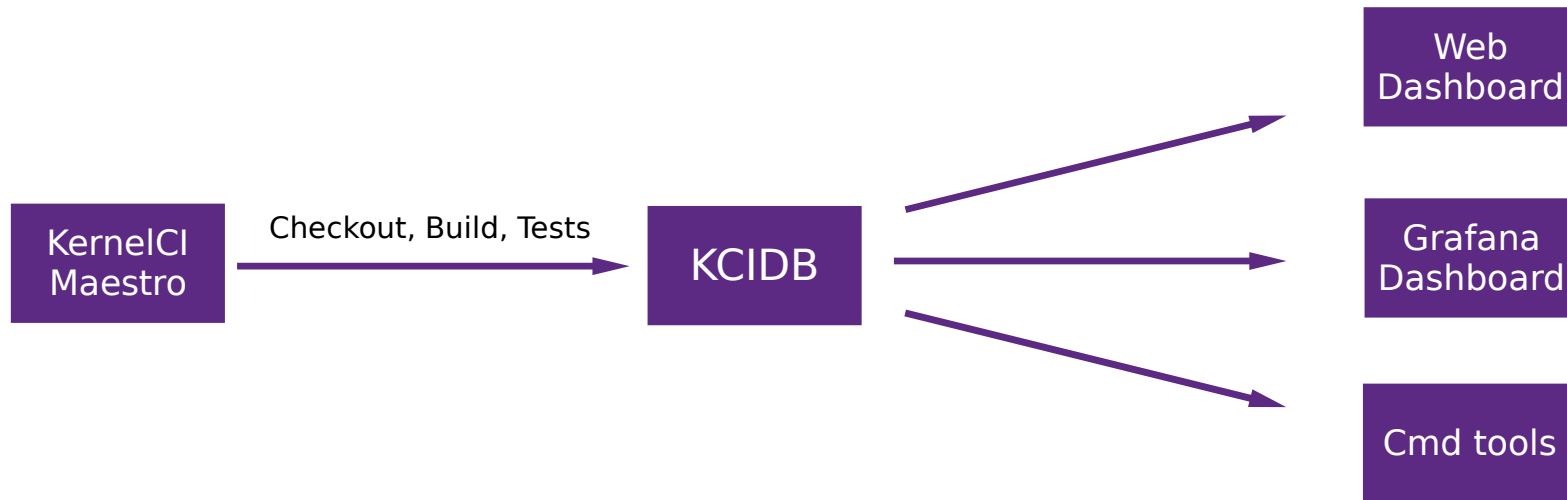 Web
Dashboard
KernelCI
Maestro
Checkout, Build, Tests
KCIDB
Grafana
Dashboard
Cmd tools